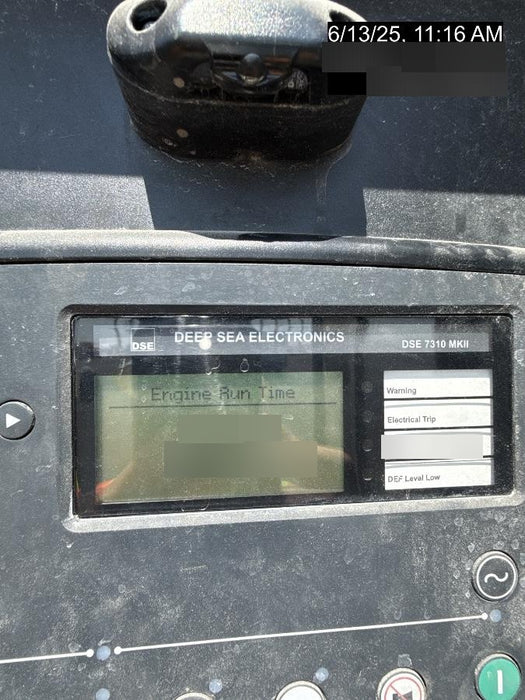 6/13/25, 11:16 AM
DSE
DEEP SEA ELECTRONICS
DSE 7310 MKII
Engine Run Time
Warning
Electrical Trip
DEF Level Low